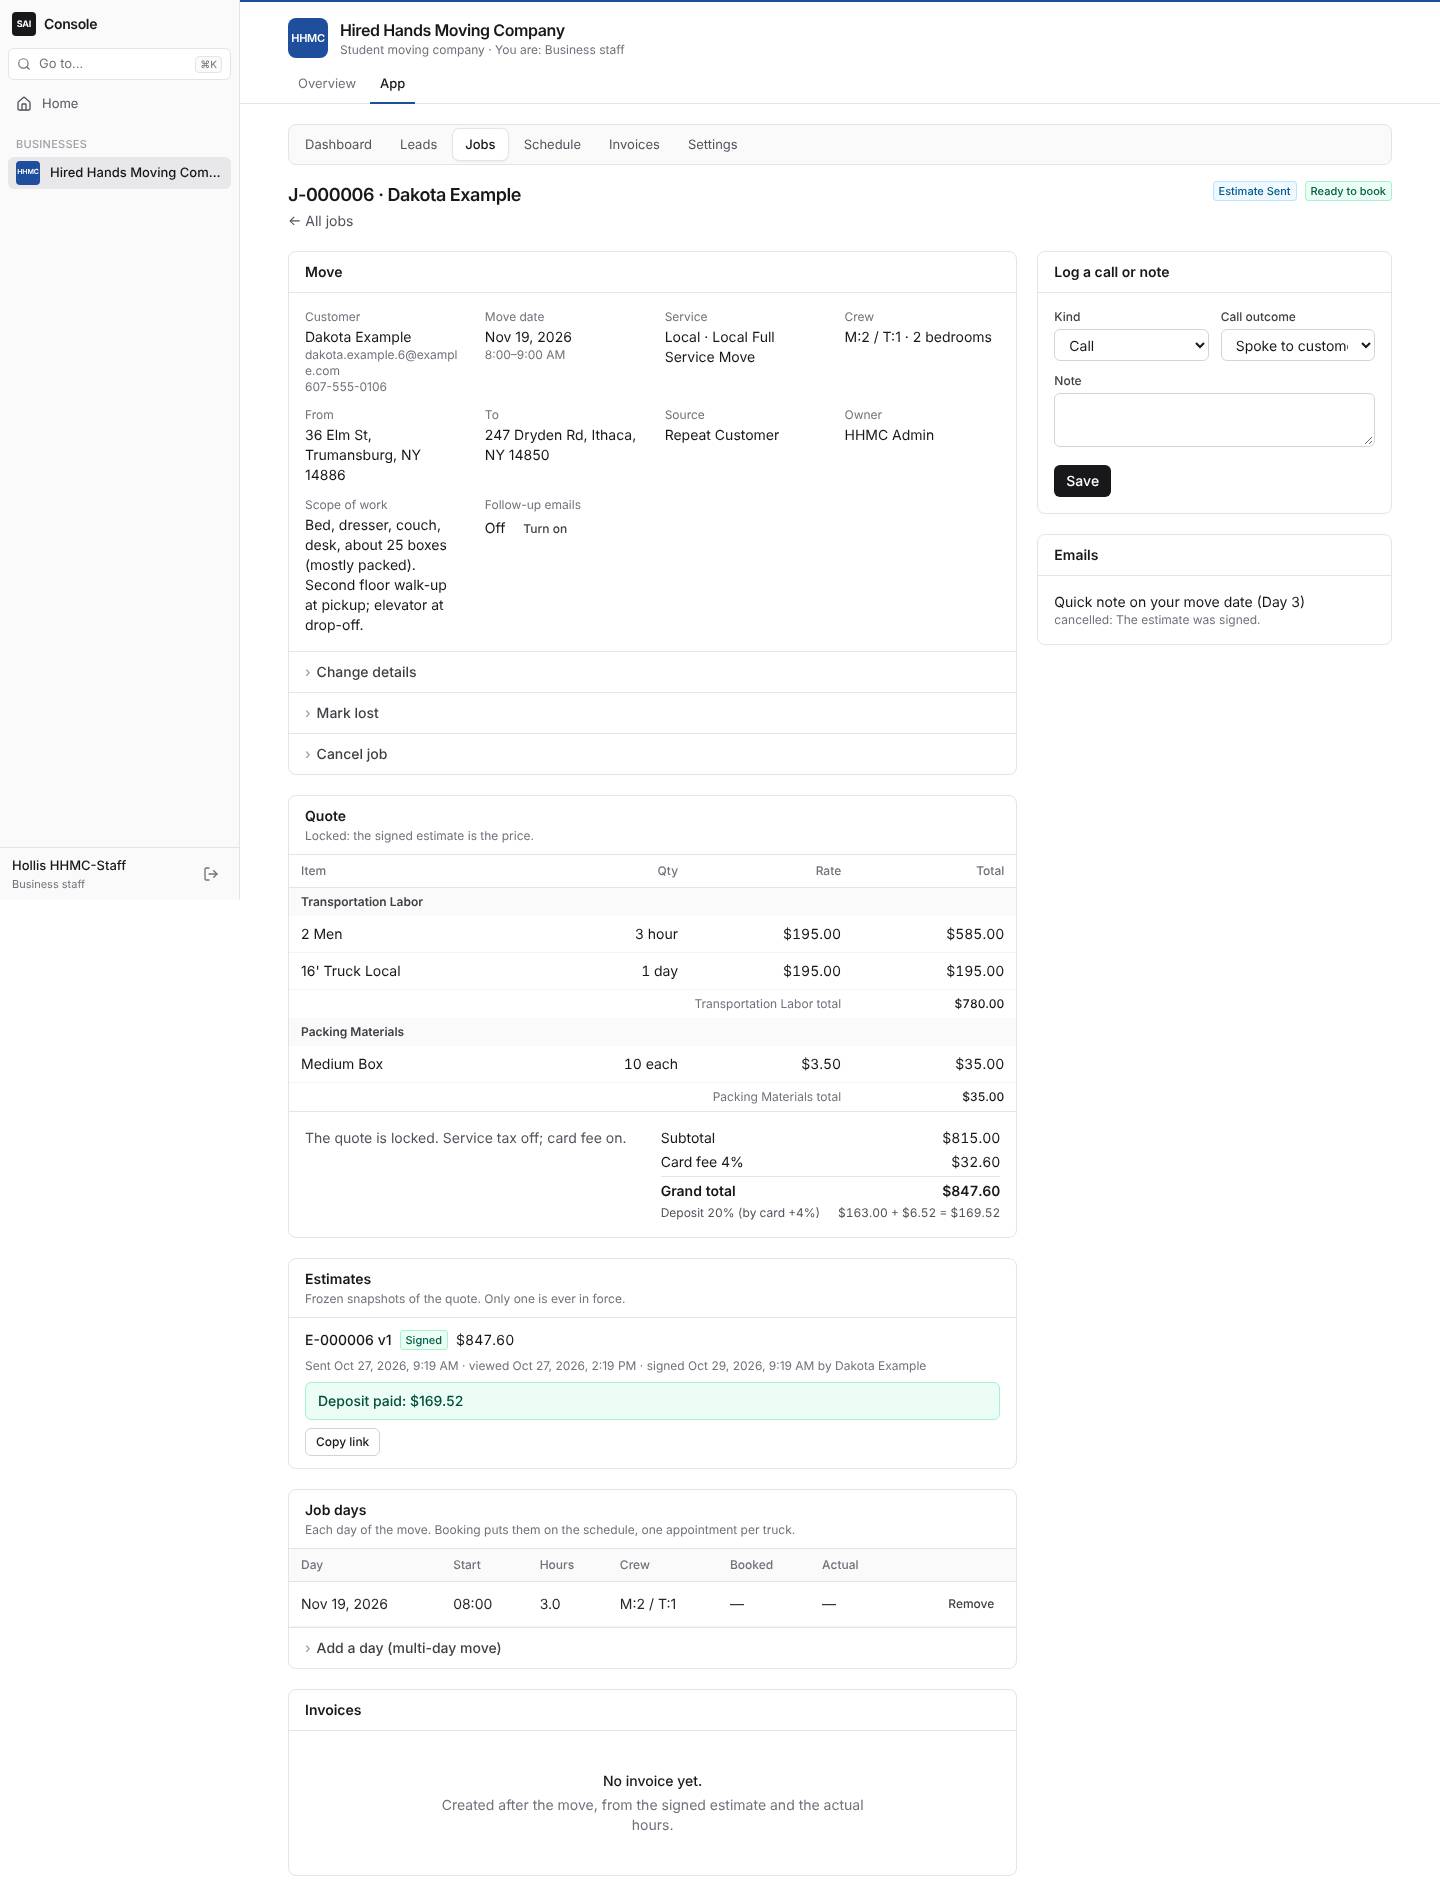 SAI Console
Go to... ⌘K
Home
BUSINESSES
HHMC Hired Hands Moving Com...
Hollis HHMC-Staff
Business staff
HHMC
Hired Hands Moving Company
Student moving company · You are: Business staff
Overview App
Dashboard Leads Jobs Schedule Invoices Settings
J-000006 · Dakota Example
Estimate Sent Ready to book
← All jobs
Move
Customer
Dakota Example
dakota.example.6@exampl
e.com
607-555-0106
Move date
Nov 19, 2026
8:00–9:00 AM
Service
Local · Local Full
Service Move
Crew
M:2 / T:1 · 2 bedrooms
From
36 Elm St,
Trumansburg, NY
14886
To
247 Dryden Rd, Ithaca,
NY 14850
Source
Repeat Customer
Owner
HHMC Admin
Scope of work
Bed, dresser, couch,
desk, about 25 boxes
(mostly packed).
Second floor walk-up
at pickup; elevator at
drop-off.
Follow-up emails
Off Turn on
› Change details
› Mark lost
› Cancel job
Quote
Locked: the signed estimate is the price.
Item Qty Rate Total
Transportation Labor
2 Men 3 hour $195.00 $585.00
16' Truck Local 1 day $195.00 $195.00
Transportation Labor total $780.00
Packing Materials
Medium Box 10 each $3.50 $35.00
Packing Materials total $35.00
The quote is locked. Service tax off; card fee on.
Subtotal $815.00
Card fee 4% $32.60
Grand total $847.60
Deposit 20% (by card +4%) $163.00 + $6.52 = $169.52
Estimates
Frozen snapshots of the quote. Only one is ever in force.
E-000006 v1 Signed $847.60
Sent Oct 27, 2026, 9:19 AM · viewed Oct 27, 2026, 2:19 PM · signed Oct 29, 2026, 9:19 AM by Dakota Example
Deposit paid: $169.52
Copy link
Job days
Each day of the move. Booking puts them on the schedule, one appointment per truck.
Day Start Hours Crew Booked Actual
Nov 19, 2026 08:00 3.0 M:2 / T:1 — — Remove
› Add a day (multi-day move)
Invoices
No invoice yet.
Created after the move, from the signed estimate and the actual
hours.
Log a call or note
Kind Call outcome
Call Spoke to custome
Note
Save
Emails
Quick note on your move date (Day 3)
cancelled: The estimate was signed.